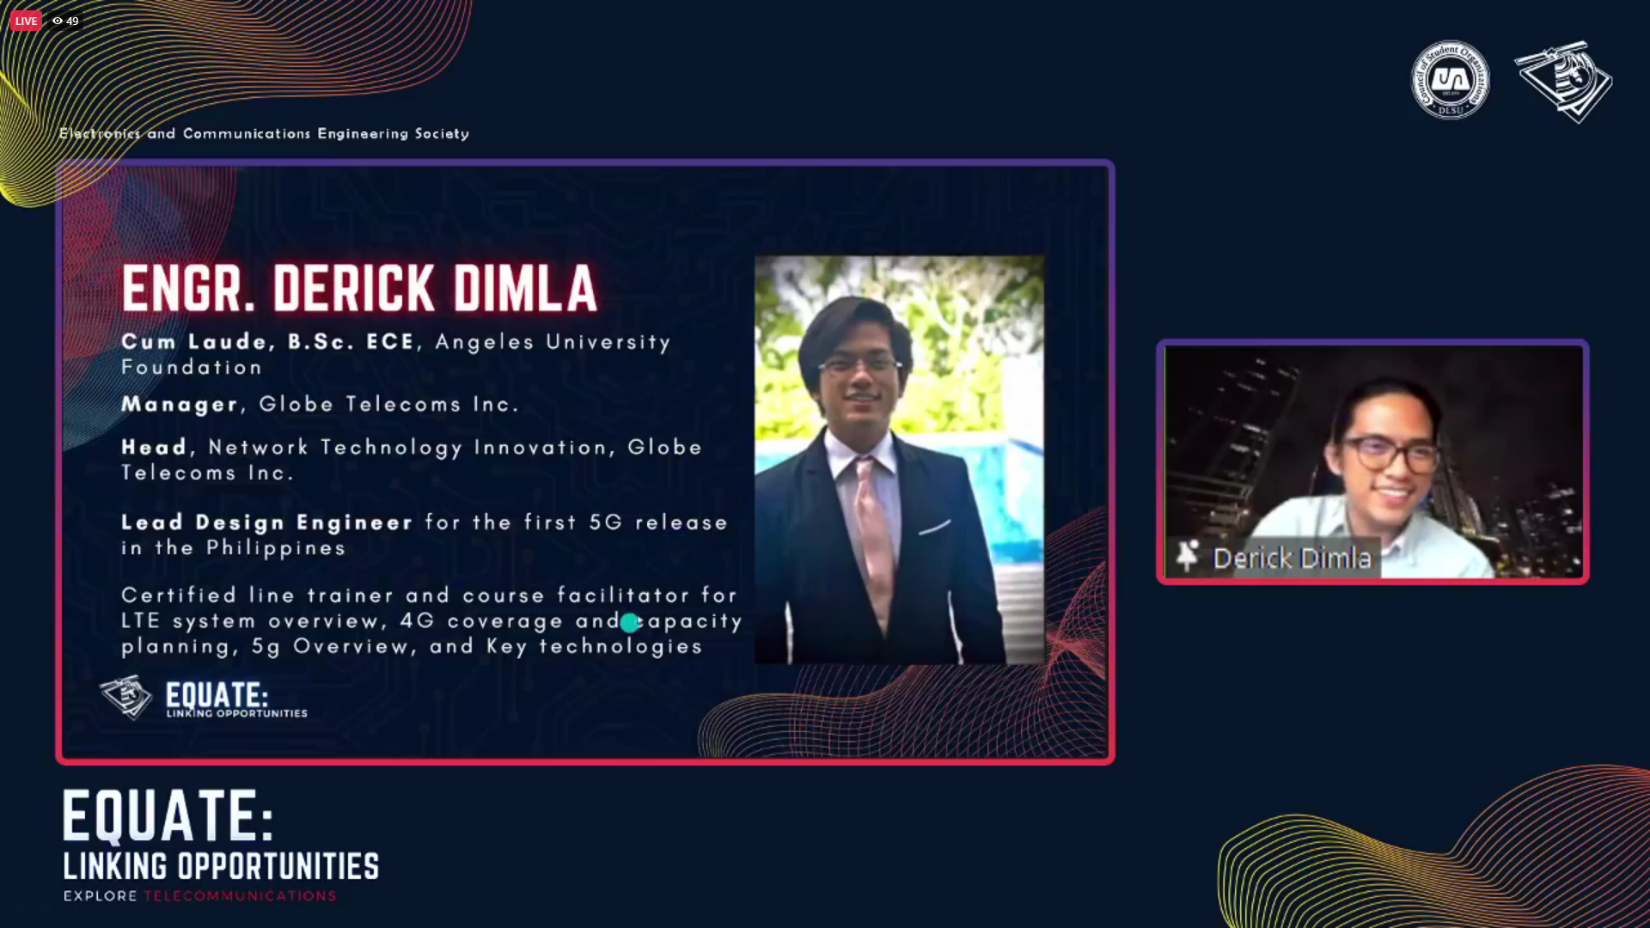 LIVE 49
Council of Student Organizations
DLSU
Electronics and Communications Engineering Society
ENGR. DERICK DIMLA
Cum Laude, B.Sc. ECE, Angeles University
Foundation
Manager, Globe Telecoms Inc.
Head, Network Technology Innovation, Globe
Telecoms Inc.
Lead Design Engineer for the first 5G release
in the Philippines
Certified line trainer and course facilitator for
LTE system overview, 4G coverage and capacity
planning, 5g Overview, and Key technologies
EQUATE:
LINKING OPPORTUNITIES
Derick Dimla
EQUATE:
LINKING OPPORTUNITIES
EXPLORE TELECOMMUNICATIONS